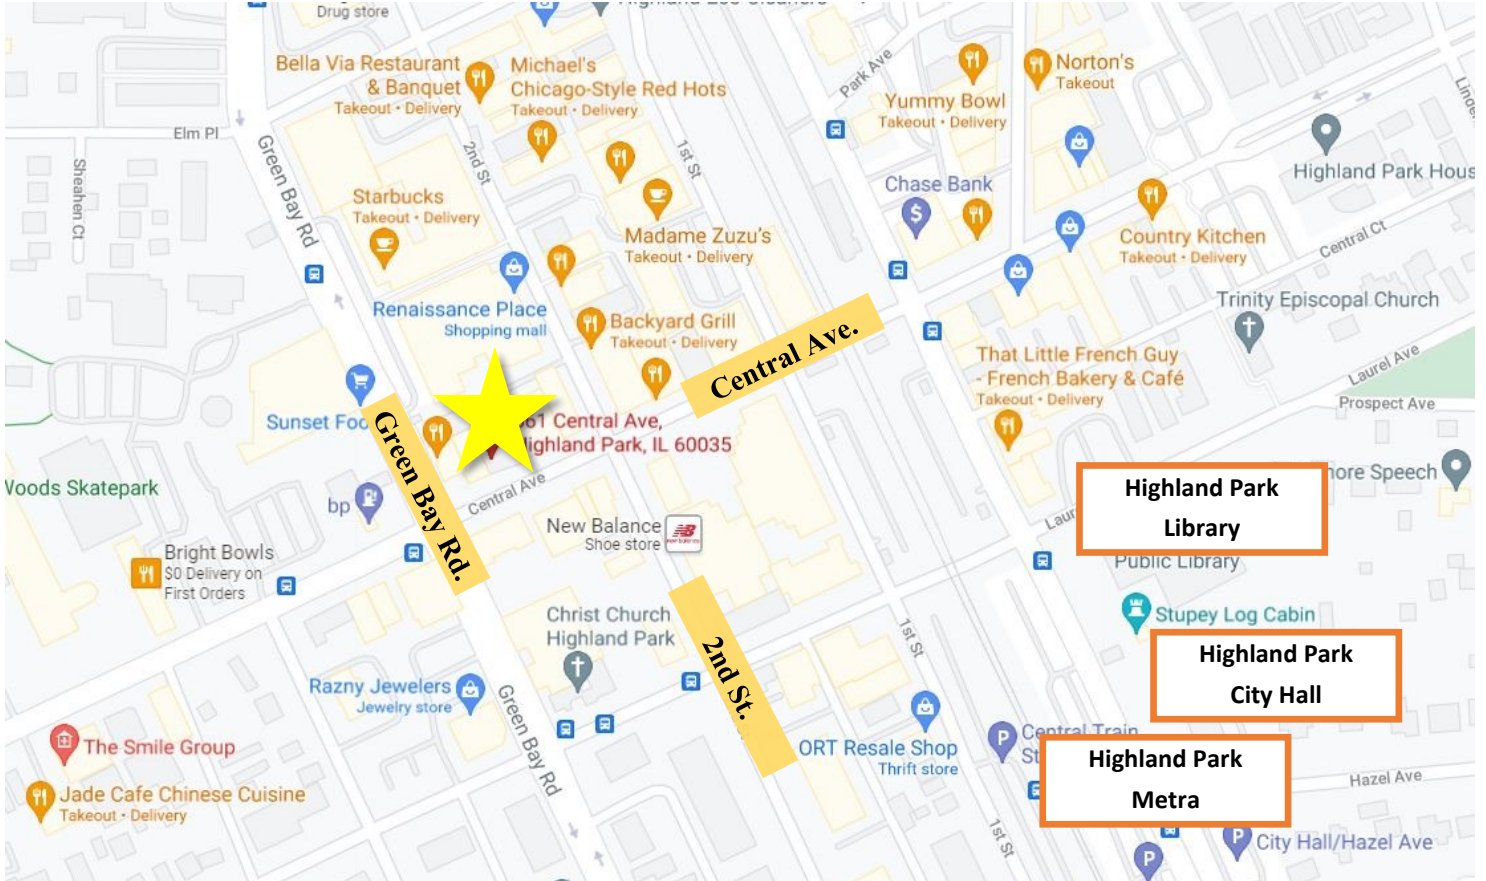 Drug store
Bella Via Restaurant
& Banquet
Takeout • Delivery
Michael's
Chicago-Style Red Hots
Takeout • Delivery
Park Ave
Norton's
Takeout
Yummy Bowl
Takeout • Delivery
Elm Pl
Green Bay Rd
2nd St
1st St
Sheahen Ct
Highland Park Hous
Starbucks
Takeout • Delivery
Chase Bank
$
Madame Zuzu's
Takeout • Delivery
Country Kitchen
Takeout • Delivery
Central Ct
Renaissance Place
Shopping mall
Backyard Grill
Takeout • Delivery
Trinity Episcopal Church
Central Ave.
That Little French Guy
- French Bakery & Café
Takeout • Delivery
Laurel Ave
Prospect Ave
Sunset Foo
Green Bay Rd.
61 Central Ave,
ighland Park, IL 60035
Woods Skatepark
bp
Central Ave
Highland Park
Library
more Speech
Laur
Public Library
New Balance
Shoe store
Bright Bowls
$0 Delivery on
First Orders
Christ Church
Highland Park
2nd St.
1st St
Stupey Log Cabin
Highland Park
City Hall
Razny Jewelers
Jewelry store
Green Bay Rd
The Smile Group
ORT Resale Shop
Thrift store
P
Central Train
St
Highland Park
Metra
Hazel Ave
Jade Cafe Chinese Cuisine
Takeout • Delivery
1st St
P
City Hall/Hazel Ave
P